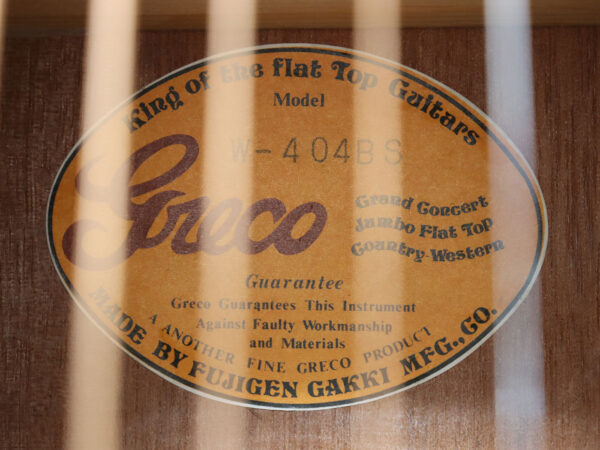 King of the flat Top Guitars
Model
W-404BS
Greco
Grand Concert
Jumbo Flat Top
Country-Western
Guarantee
Greco Guarantees This Instrument
Against Faulty Workmanship
and Materials
A ANOTHER FINE GRECO PRODUCT
MADE BY FUJIGEN GAKKI MFG., CO.